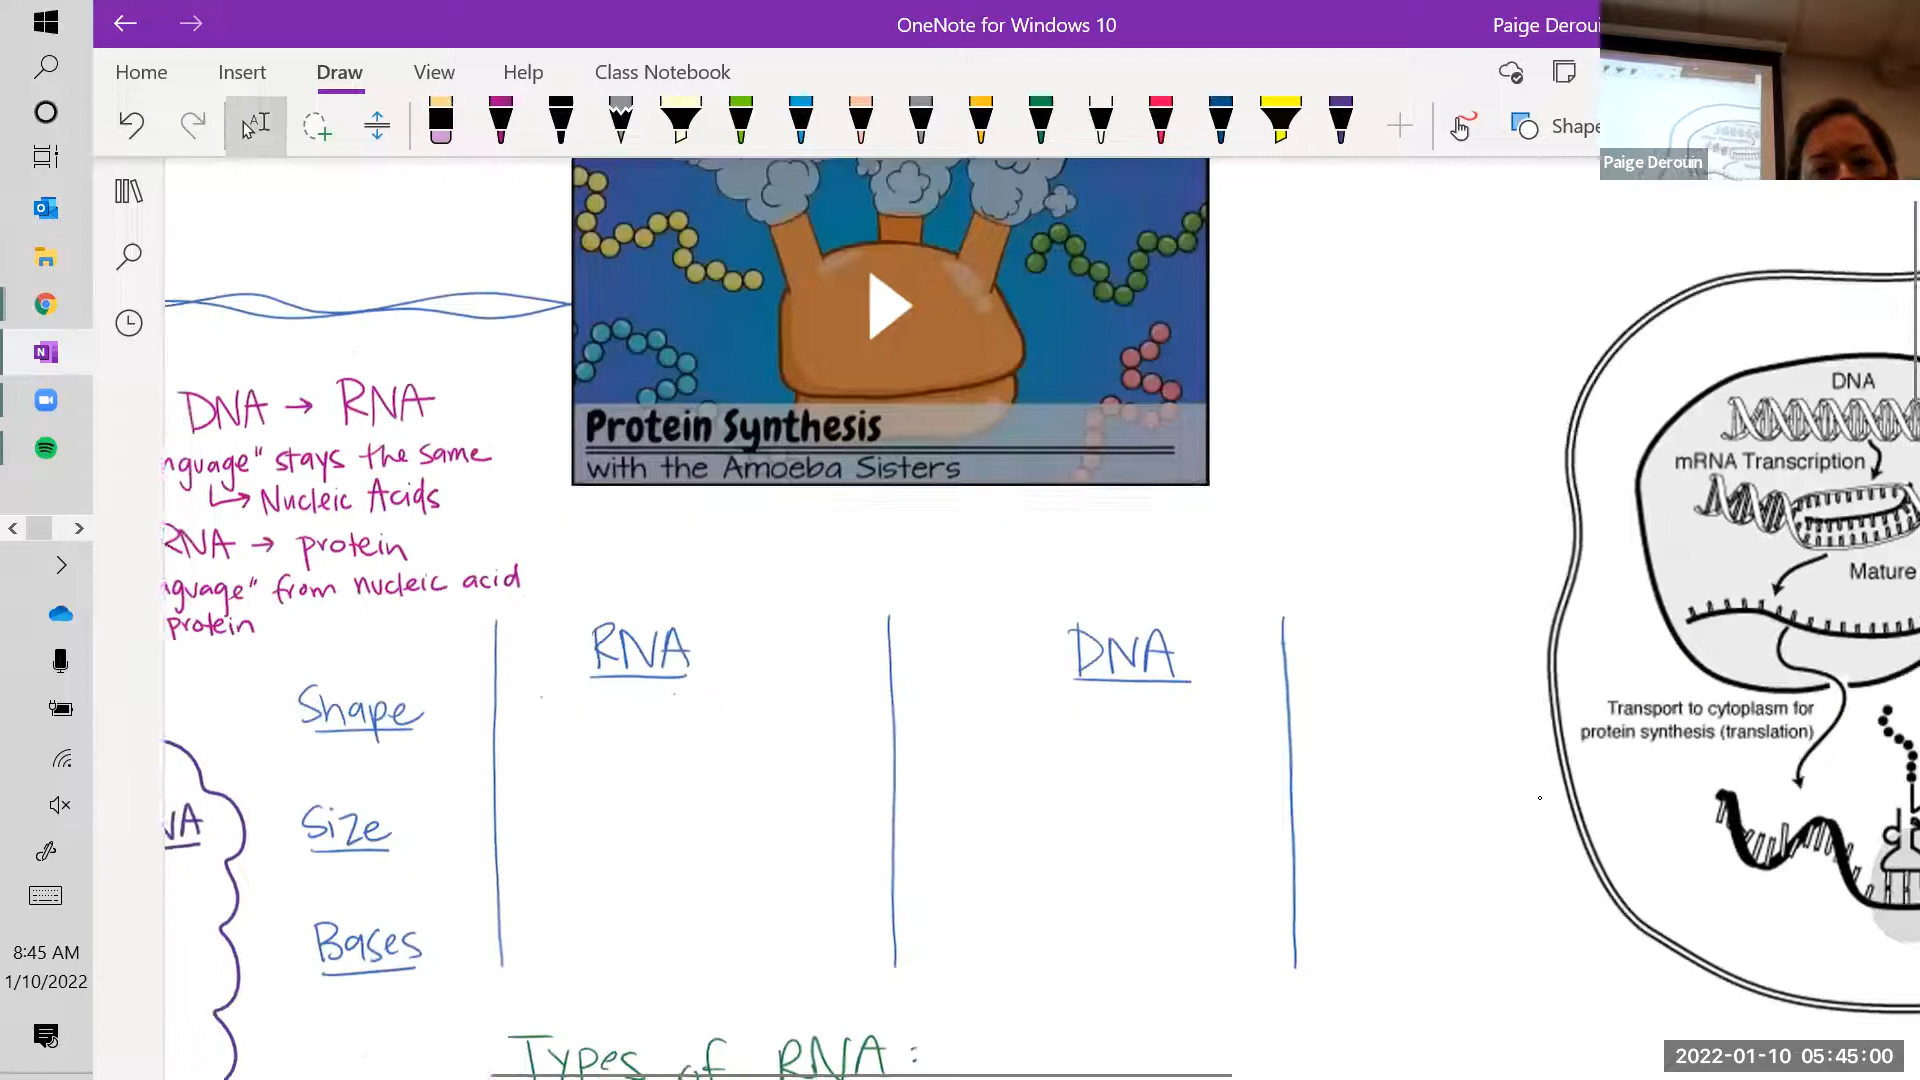 OneNote for Windows 10
Paige Deroui
Home Insert Draw View Help Class Notebook
Shape
Paige Derouin
Protein Synthesis
with the Amoeba Sisters
DNA → RNA
nguage" stays the same
↳ Nucleic Acids
RNA → protein
nguage" from nucleic acid
protein
RNA DNA
Shape
Size
Bases
NA
Types of RNA:
DNA
mRNA Transcription
Mature
Transport to cytoplasm for
protein synthesis (translation)
8:45 AM
1/10/2022
2022-01-10 05:45:00